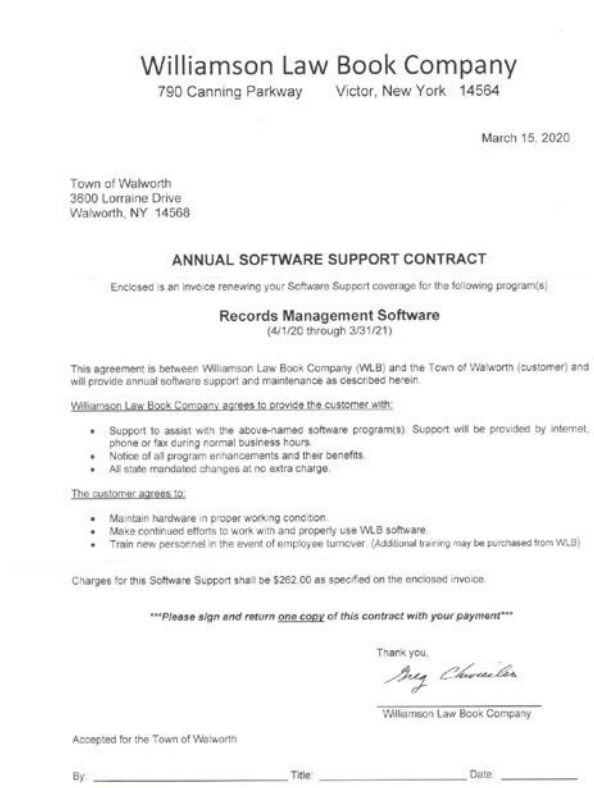 Williamson Law Book Company
790 Canning Parkway Victor, New York 14564
March 15, 2020
Town of Walworth
3600 Lorraine Drive
Walworth, NY 14568
ANNUAL SOFTWARE SUPPORT CONTRACT
Enclosed is an invoice renewing your Software Support coverage for the following program(s)
Records Management Software
(4/1/20 through 3/31/21)
This agreement is between Williamson Law Book Company (WLB) and the Town of Walworth (customer) and
will provide annual software support and maintenance as described herein.
Williamson Law Book Company agrees to provide the customer with:
• Support to assist with the above-named software program(s). Support will be provided by internet,
phone or fax during normal business hours.
• Notice of all program enhancements and their benefits.
• All state mandated changes at no extra charge.
The customer agrees to:
• Maintain hardware in proper working condition.
• Make continued efforts to work with and properly use WLB software.
• Train new personnel in the event of employee turnover. (Additional training may be purchased from WLB)
Charges for this Software Support shall be $262.00 as specified on the enclosed invoice.
***Please sign and return one copy of this contract with your payment***
Thank you,
Greg
Williamson Law Book Company
Accepted for the Town of Walworth
By: Title: Date: